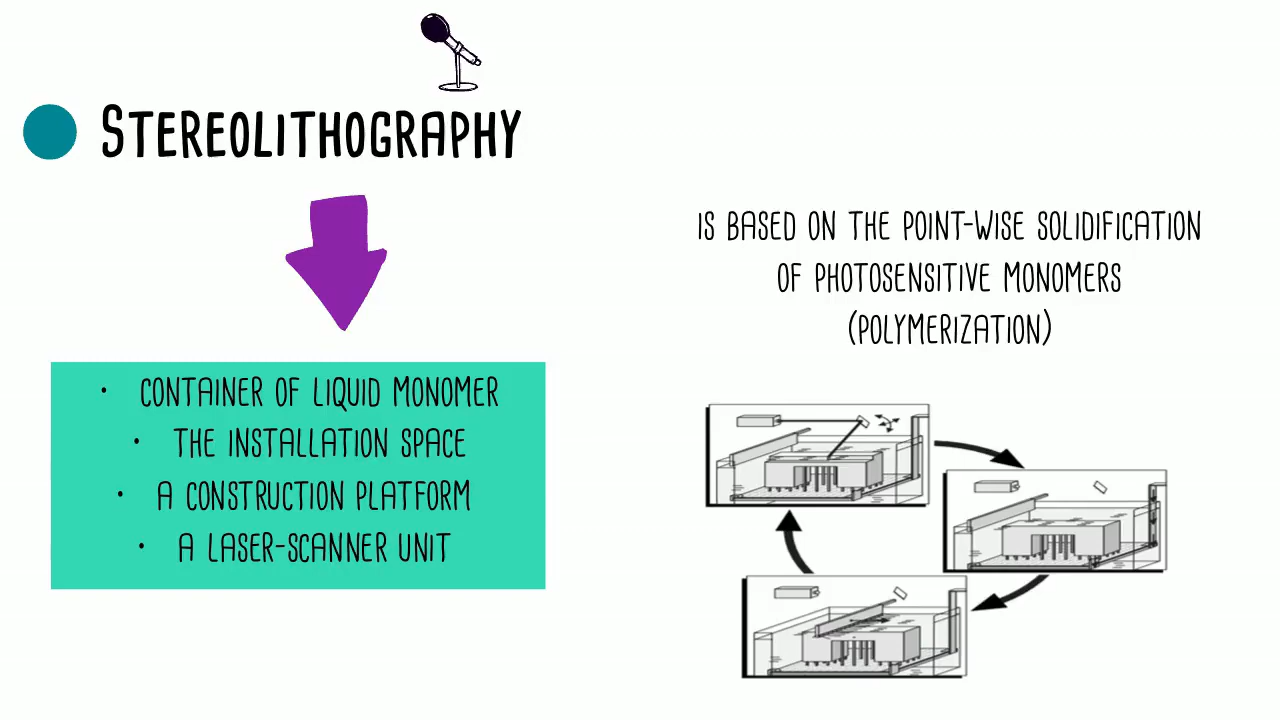 STEREOLITHOGRAPHY
IS BASED ON THE POINT-WISE SOLIDIFICATION
OF PHOTOSENSITIVE MONOMERS
(POLYMERIZATION)
• CONTAINER OF LIQUID MONOMER
• THE INSTALLATION SPACE
• A CONSTRUCTION PLATFORM
• A LASER-SCANNER UNIT